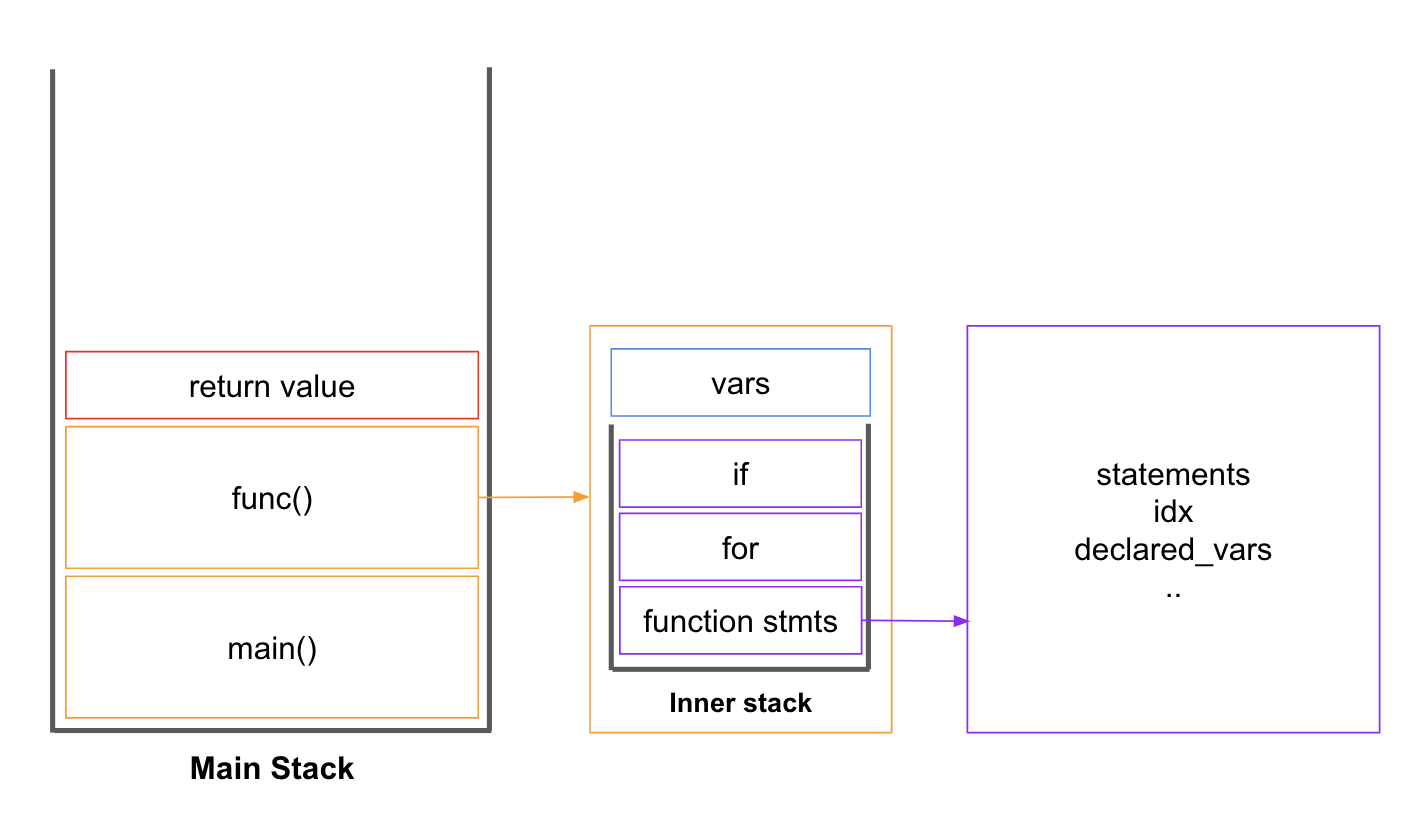 return value
func()
main()
Main Stack
vars
if
for
function stmts
Inner stack
statements
idx
declared_vars
..